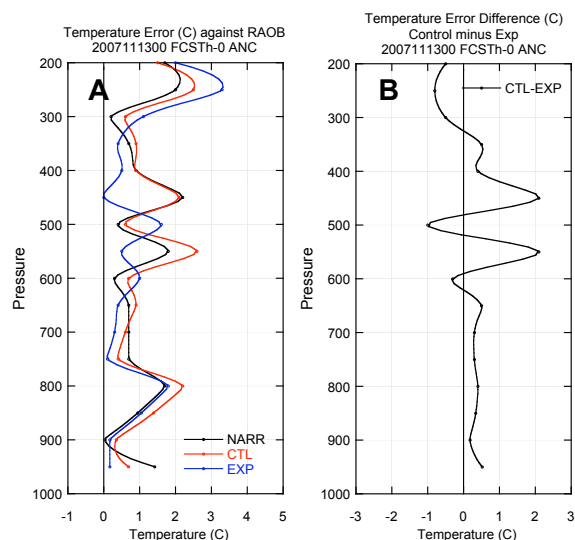 Temperature Error (C) against RAOB
2007111300 FCSTh-0 ANC
A
200
300
400
500
600
700
800
900
1000
Pressure
NARR
CTL
EXP
-1 0 1 2 3 4 5
Temperature (C)
Temperature Error Difference (C)
Control minus Exp
2007111300 FCSTh-0 ANC
B
CTL-EXP
200
300
400
500
600
700
800
900
1000
Pressure
-3 -2 -1 0 1 2 3
Temperature (C)